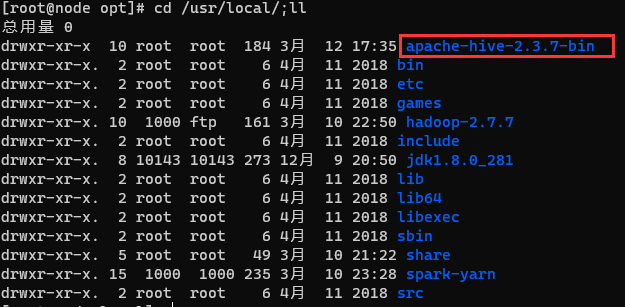 [root@node opt]# cd /usr/local/;ll
总用量 0
drwxr-xr-x  10 root  root  184 3月  12 17:35 apache-hive-2.3.7-bin
drwxr-xr-x.  2 root  root    6 4月  11 2018 bin
drwxr-xr-x.  2 root  root    6 4月  11 2018 etc
drwxr-xr-x.  2 root  root    6 4月  11 2018 games
drwxr-xr-x. 10  1000 ftp   161 3月  10 22:50 hadoop-2.7.7
drwxr-xr-x.  2 root  root    6 4月  11 2018 include
drwxr-xr-x.  8 10143 10143 273 12月  9 20:50 jdk1.8.0_281
drwxr-xr-x.  2 root  root    6 4月  11 2018 lib
drwxr-xr-x.  2 root  root    6 4月  11 2018 lib64
drwxr-xr-x.  2 root  root    6 4月  11 2018 libexec
drwxr-xr-x.  2 root  root    6 4月  11 2018 sbin
drwxr-xr-x.  5 root  root   49 3月  10 21:22 share
drwxr-xr-x. 15  1000  1000 235 3月  10 23:28 spark-yarn
drwxr-xr-x.  2 root  root    6 4月  11 2018 src